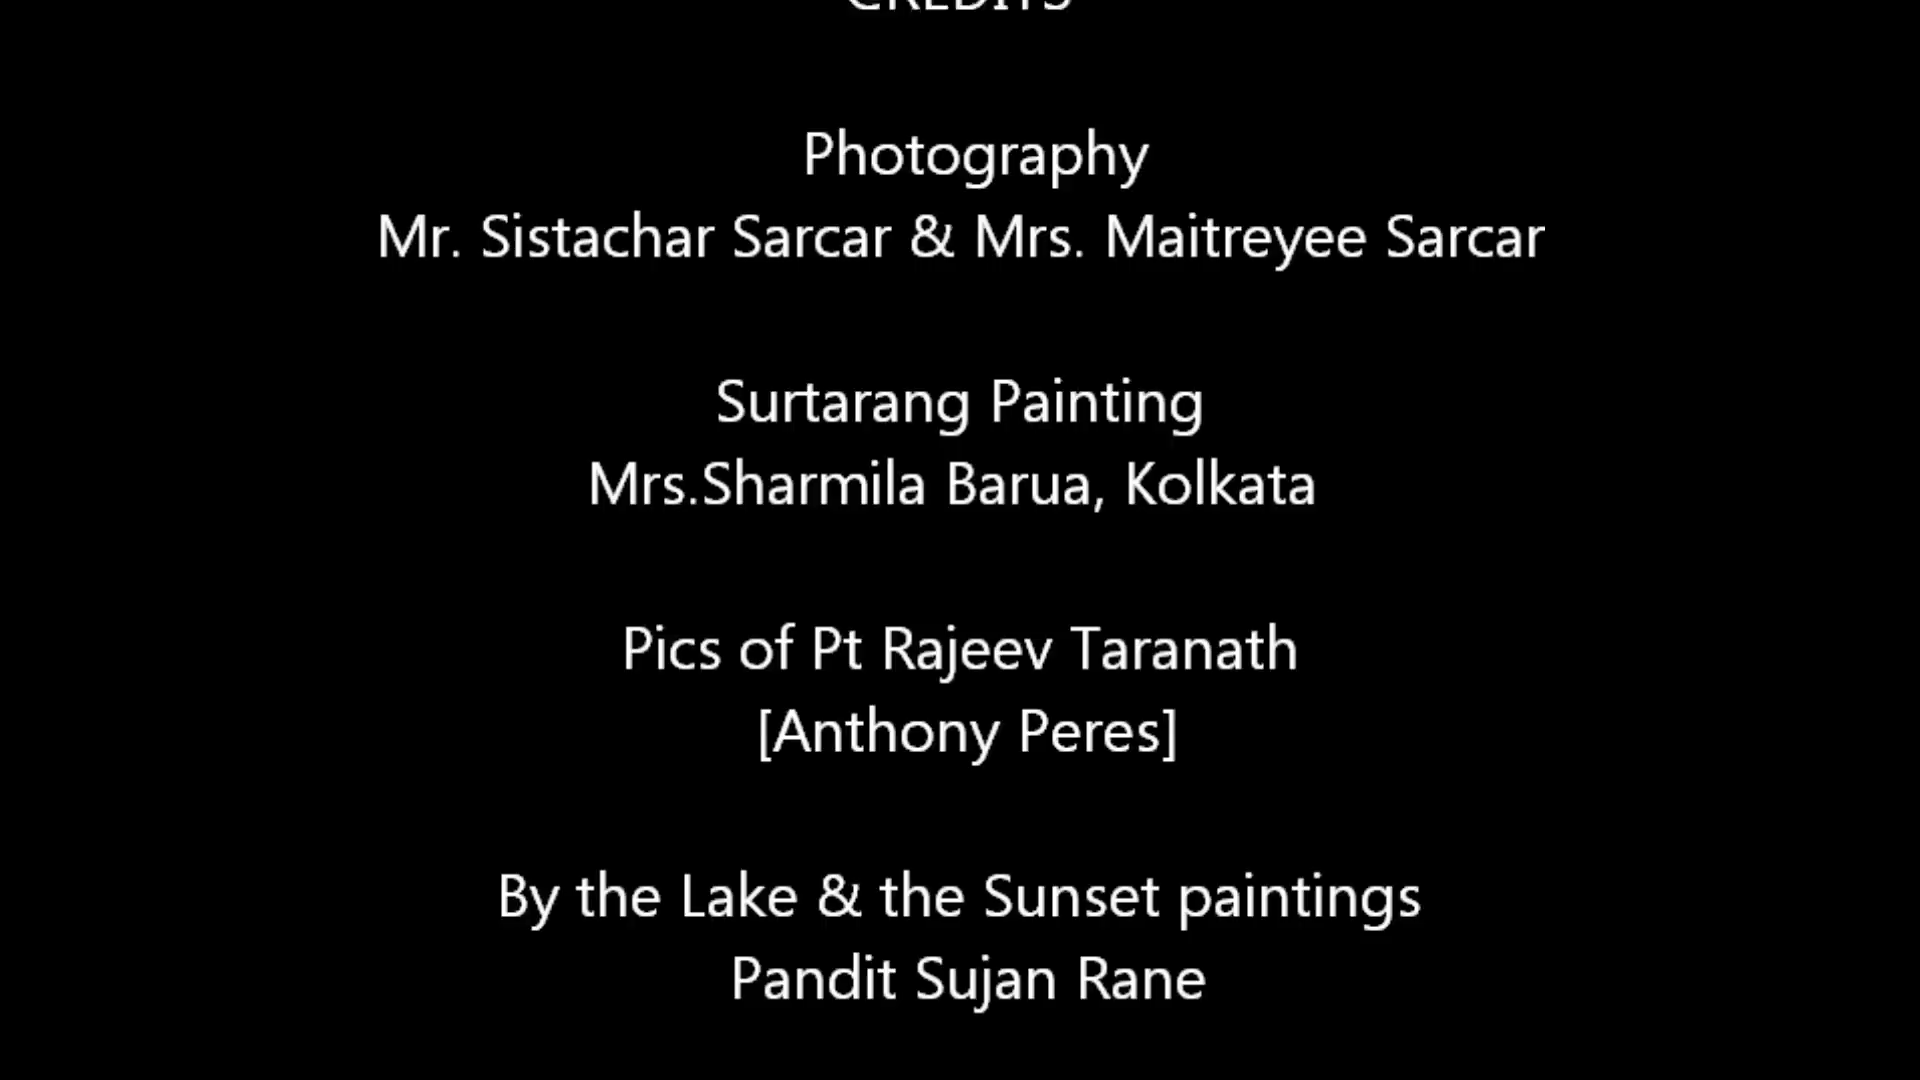 CREDITS
Photography
Mr. Sistachar Sarcar & Mrs. Maitreyee Sarcar
Surtarang Painting
Mrs.Sharmila Barua, Kolkata
Pics of Pt Rajeev Taranath
[Anthony Peres]
By the Lake & the Sunset paintings
Pandit Sujan Rane